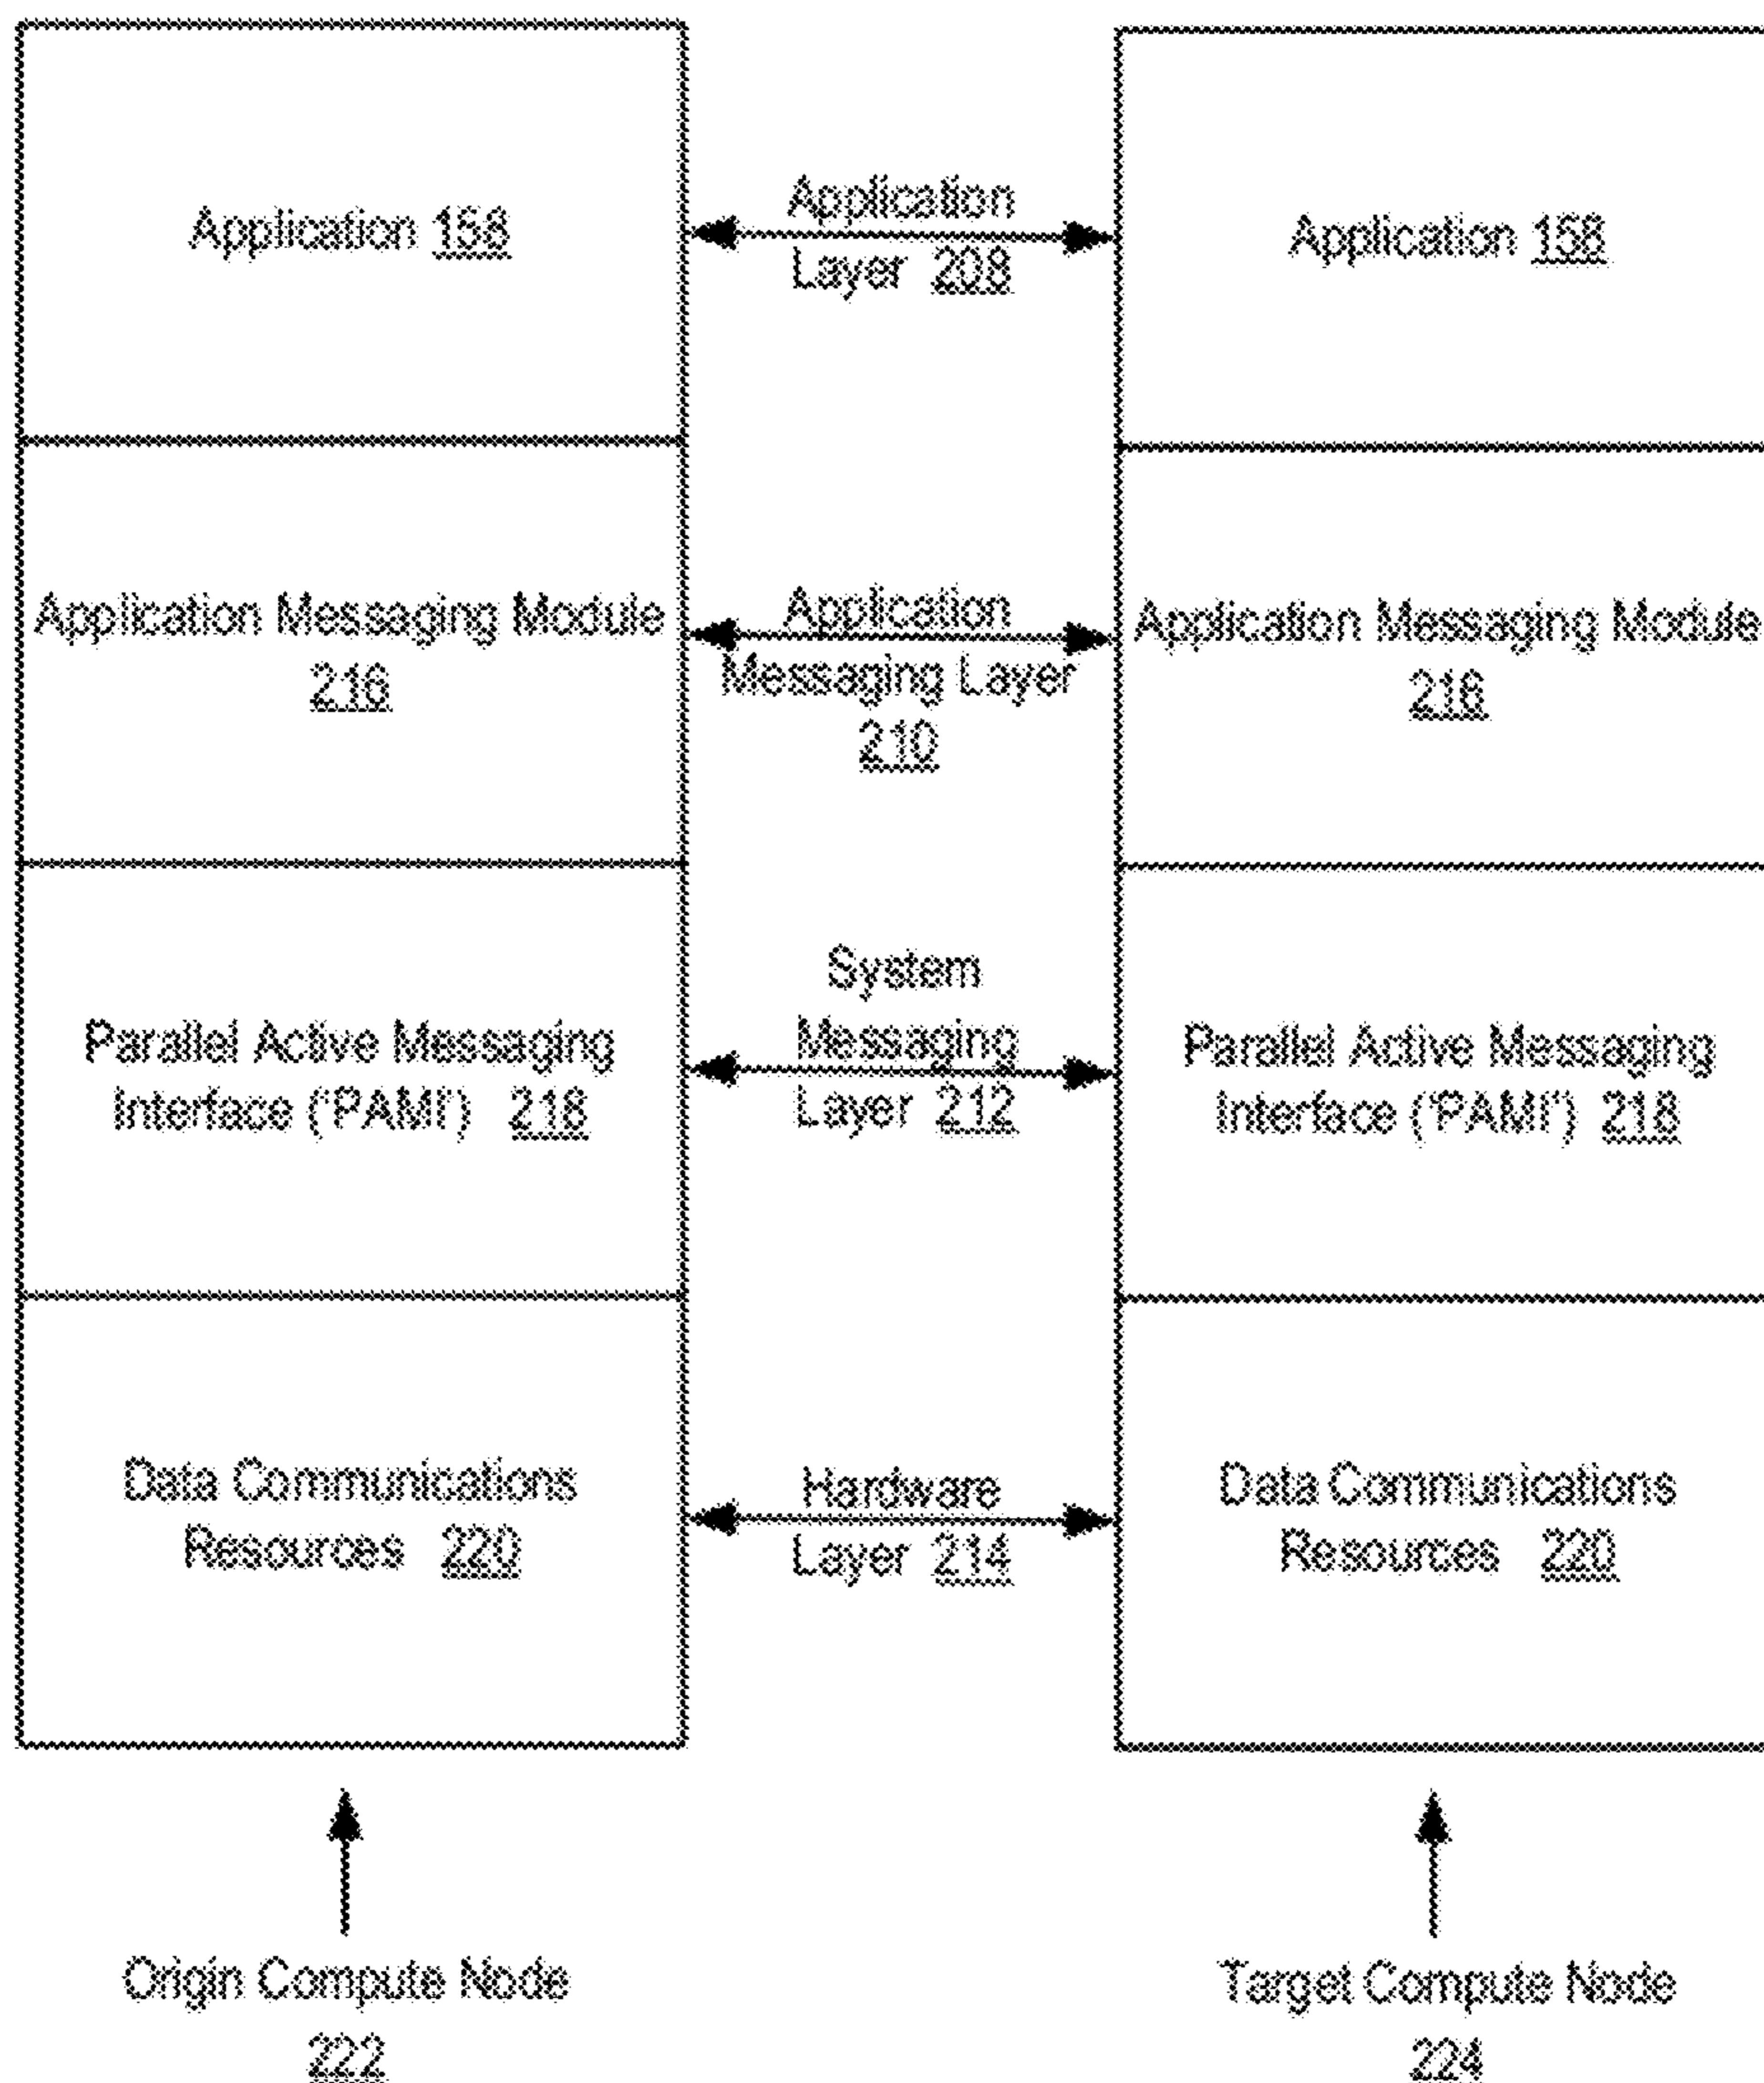 Application 158
Application
Layer 208
Application 158
Application Messaging Module
216
Application
Messaging Layer
210
Application Messaging Module
216
Parallel Active Messaging
Interface ('PAMI') 218
System
Messaging
Layer 212
Parallel Active Messaging
Interface ('PAMI') 218
Data Communications
Resources 220
Hardware
Layer 214
Data Communications
Resources 220
Origin Compute Node
222
Target Compute Node
224